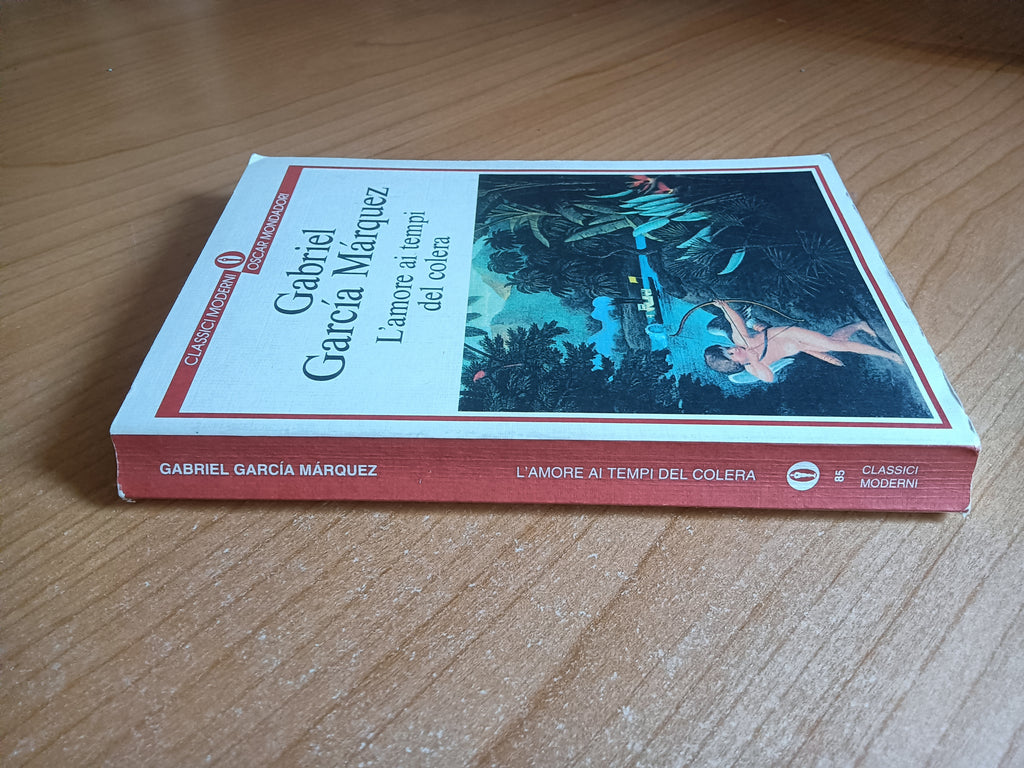 CLASSICI MODERNI
OSCAR MONDADORI
Gabriel
García Márquez
L'amore ai tempi
del colera
GABRIEL GARCÍA MÁRQUEZ
L'AMORE AI TEMPI DEL COLERA
85
CLASSICI
MODERNI